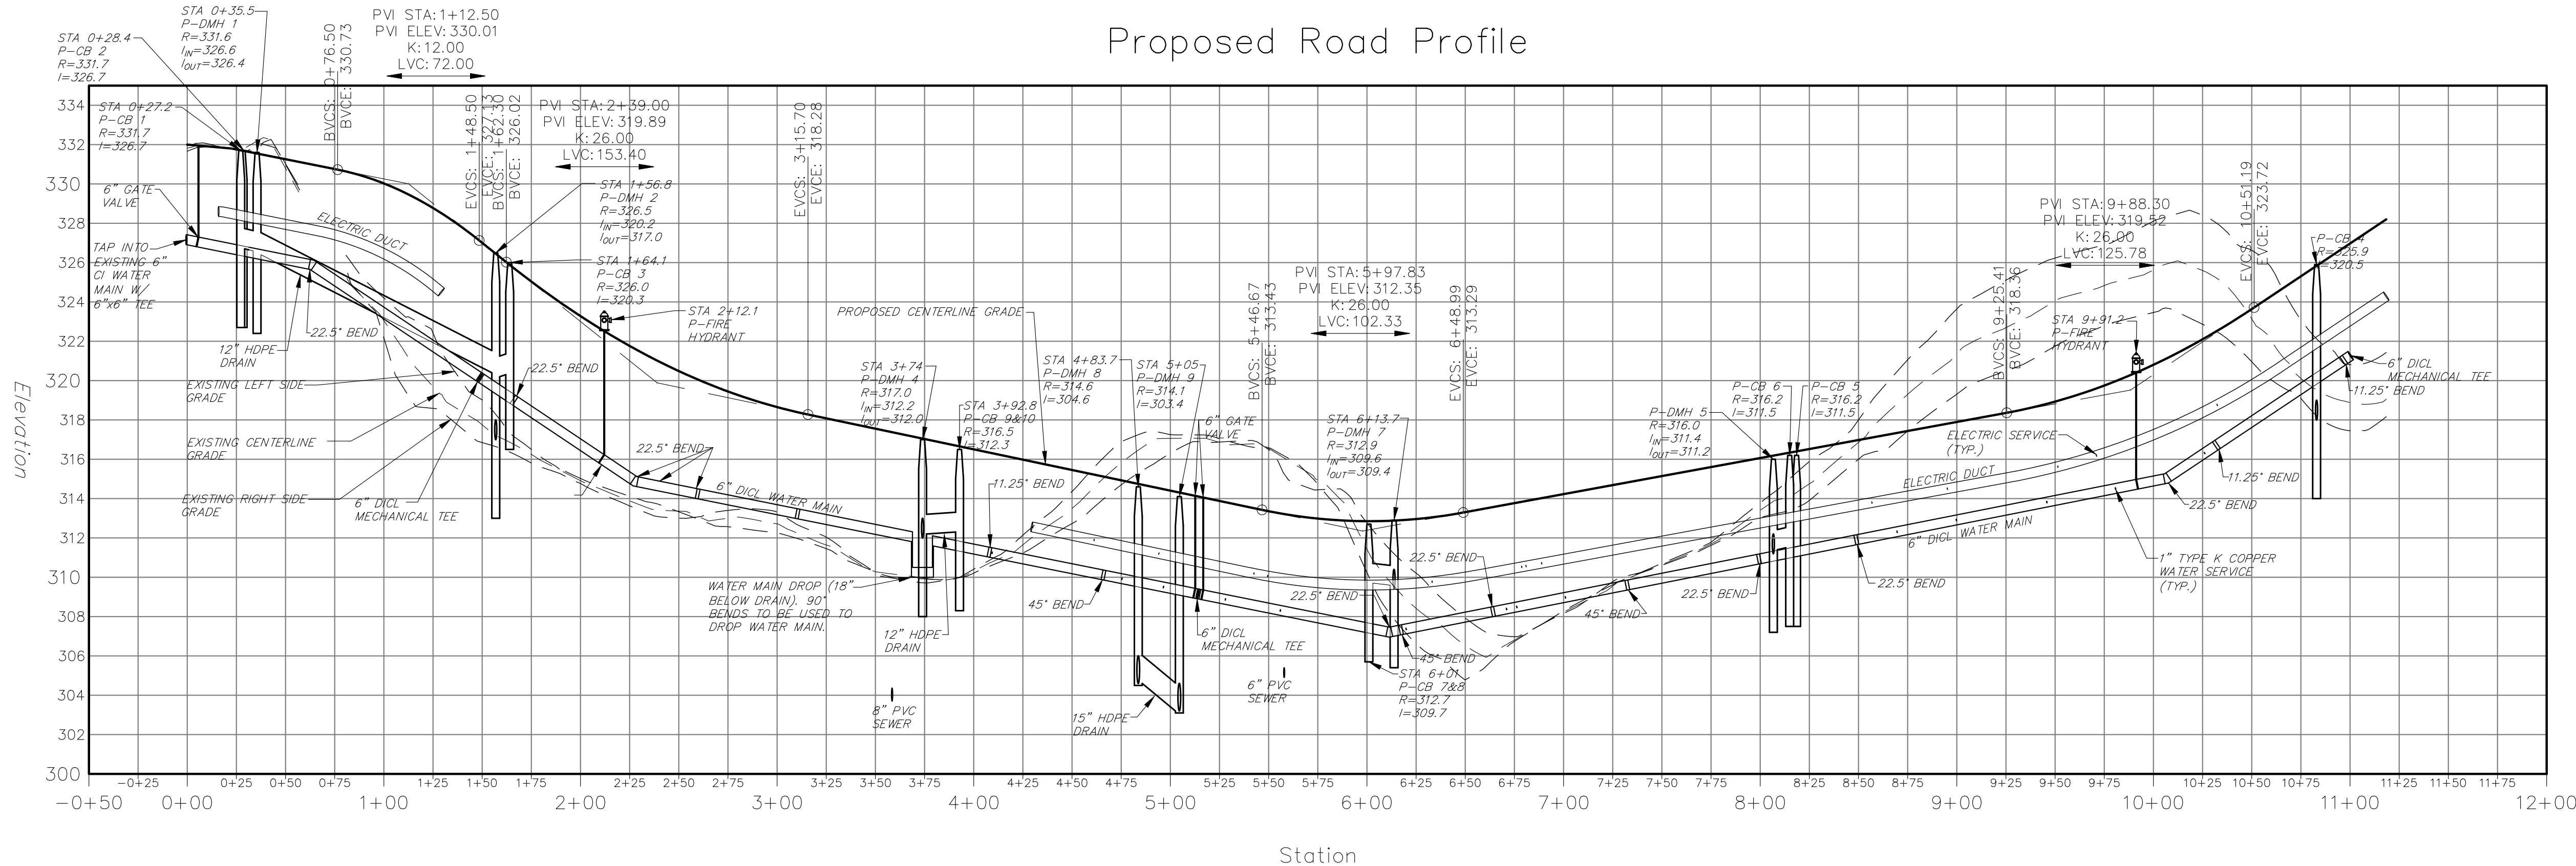 Proposed Road Profile
STA 0+28.4
P-CB 2
R=331.7
I=326.7
STA 0+35.5
P-DMH 1
R=331.6
IIN=326.6
IOUT=326.4
STA 0+27.2
P-CB 1
R=331.7
I=326.7
BVCS: 0+76.50
BVCE: 330.73
PVI STA:1+12.50
PVI ELEV:330.01
K:12.00
LVC:72.00
EVCS: 1+48.50
EVCE: 327.13
BVCS: 1+62.30
BVCE: 326.02
PVI STA:2+39.00
PVI ELEV:319.89
K:26.00
LVC:153.40
EVCS: 3+15.70
EVCE: 318.28
6" GATE
VALVE
TAP INTO
EXISTING 6"
CI WATER
MAIN W/
6"x6" TEE
ELECTRIC DUCT
22.5° BEND
12" HDPE
DRAIN
EXISTING LEFT SIDE
GRADE
EXISTING CENTERLINE
GRADE
EXISTING RIGHT SIDE
GRADE
6" DICL
MECHANICAL TEE
STA 1+56.8
P-DMH 2
R=326.5
IIN=320.2
IOUT=317.0
STA 1+64.1
P-CB 3
R=326.0
I=320.3
22.5° BEND
STA 2+12.1
P-FIRE
HYDRANT
22.5° BEND
6" DICL WATER MAIN
PROPOSED CENTERLINE GRADE
STA 3+74
P-DMH 4
R=317.0
IIN=312.2
IOUT=312.0
STA 3+92.8
P-CB 9&10
R=316.5
I=312.3
11.25° BEND
WATER MAIN DROP (18"
BELOW DRAIN). 90°
BENDS TO BE USED TO
DROP WATER MAIN.
12" HDPE
DRAIN
8" PVC
SEWER
45° BEND
STA 4+83.7
P-DMH 8
R=314.6
I=304.6
STA 5+05
P-DMH 9
R=314.1
I=303.4
6" GATE
VALVE
15" HDPE
DRAIN
6" DICL
MECHANICAL TEE
6" PVC
SEWER
BVCS: 5+46.67
BVCE: 313.43
PVI STA:5+97.83
PVI ELEV:312.35
K:26.00
LVC:102.33
EVCS: 6+48.99
EVCE: 313.29
STA 6+13.7
P-DMH 7
R=312.9
IIN=309.6
IOUT=309.4
22.5° BEND
22.5° BEND
45° BEND
STA 6+01
P-CB 7&8
R=312.7
I=309.7
45° BEND
P-DMH 5
R=316.0
IIN=311.4
IOUT=311.2
P-CB 6
R=316.2
I=311.5
P-CB 5
R=316.2
I=311.5
22.5° BEND
22.5° BEND
ELECTRIC SERVICE
(TYP.)
ELECTRIC DUCT
6" DICL WATER MAIN
BVCS: 9+25.41
BVCE: 318.36
PVI STA:9+88.30
PVI ELEV:319.52
K:26.00
LVC:125.78
STA 9+91.2
P-FIRE
HYDRANT
EVCS: 10+51.19
EVCE: 323.72
P-CB 4
R=325.9
I=320.5
6" DICL
MECHANICAL TEE
11.25° BEND
11.25° BEND
22.5° BEND
1" TYPE K COPPER
WATER SERVICE
(TYP.)
Elevation
334
332
330
328
326
324
322
320
318
316
314
312
310
308
306
304
302
300
-0+25 0+25 0+50 0+75 1+25 1+50 1+75 2+25 2+50 2+75 3+25 3+50 3+75 4+25 4+50 4+75 5+25 5+50 5+75 6+25 6+50 6+75 7+25 7+50 7+75 8+25 8+50 8+75 9+25 9+50 9+75 10+25 10+50 10+75 11+25 11+50 11+75
-0+50 0+00 1+00 2+00 3+00 4+00 5+00 6+00 7+00 8+00 9+00 10+00 11+00 12+00
Station